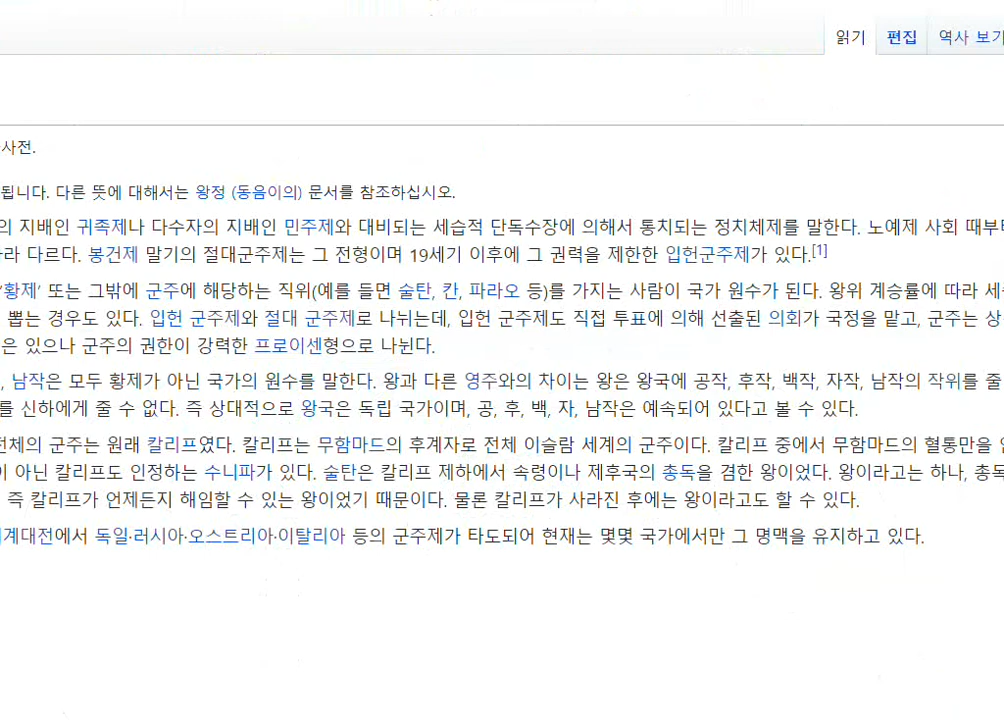 읽기 편집 역사 보기
사전.
됩니다. 다른 뜻에 대해서는 왕정 (동음이의) 문서를 참조하십시오.
의 지배인 귀족제나 다수자의 지배인 민주제와 대비되는 세습적 단독수장에 의해서 통치되는 정치체제를 말한다. 노예제 사회 때부터
라 다르다. 봉건제 말기의 절대군주제는 그 전형이며 19세기 이후에 그 권력을 제한한 입헌군주제가 있다.[1]
'황제' 또는 그밖에 군주에 해당하는 직위(예를 들면 술탄, 칸, 파라오 등)를 가지는 사람이 국가 원수가 된다. 왕위 계승률에 따라
뽑는 경우도 있다. 입헌 군주제와 절대 군주제로 나뉘는데, 입헌 군주제도 직접 투표에 의해 선출된 의회가 국정을 맡고, 군주는 상
은 있으나 군주의 권한이 강력한 프로이센형으로 나뉜다.
, 남작은 모두 황제가 아닌 국가의 원수를 말한다. 왕과 다른 영주와의 차이는 왕은 왕국에 공작, 후작, 백작, 자작, 남작의 작위를 줄
를 신하에게 줄 수 없다. 즉 상대적으로 왕국은 독립 국가이며, 공, 후, 백, 자, 남작은 예속되어 있다고 볼 수 있다.
전체의 군주는 원래 칼리프였다. 칼리프는 무함마드의 후계자로 전체 이슬람 세계의 군주이다. 칼리프 중에서 무함마드의 혈통만을
이 아닌 칼리프도 인정하는 수니파가 있다. 술탄은 칼리프 제하에서 속령이나 제후국의 총독을 겸한 왕이었다. 왕이라고는 하나, 총독
즉 칼리프가 언제든지 해임할 수 있는 왕이었기 때문이다. 물론 칼리프가 사라진 후에는 왕이라고도 할 수 있다.
계대전에서 독일·러시아·오스트리아·이탈리아 등의 군주제가 타도되어 현재는 몇몇 국가에서만 그 명맥을 유지하고 있다.